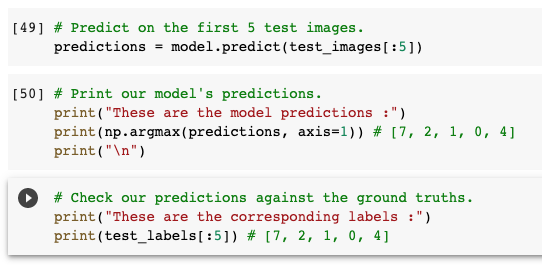 [49] # Predict on the first 5 test images.
predictions = model.predict(test_images[:5])
[50] # Print our model's predictions.
print("These are the model predictions :")
print(np.argmax(predictions, axis=1)) # [7, 2, 1, 0, 4]
print("\n")
# Check our predictions against the ground truths.
print("These are the corresponding labels :")
print(test_labels[:5]) # [7, 2, 1, 0, 4]